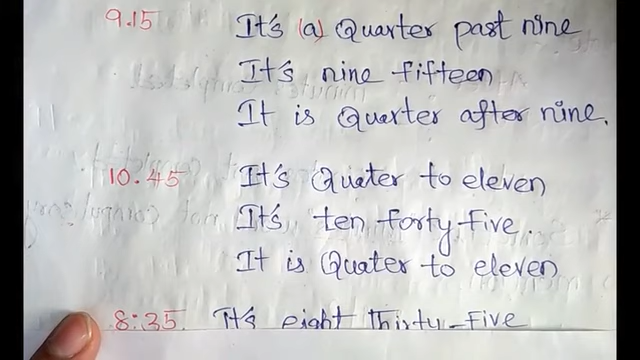 9.15 It's (a) Quarter past nine
It's nine fifteen
It is Quarter after nine.
10.45 It's Quater to eleven
It's ten forty five.
It is Quater to eleven
8:35. It's eight thirty-five